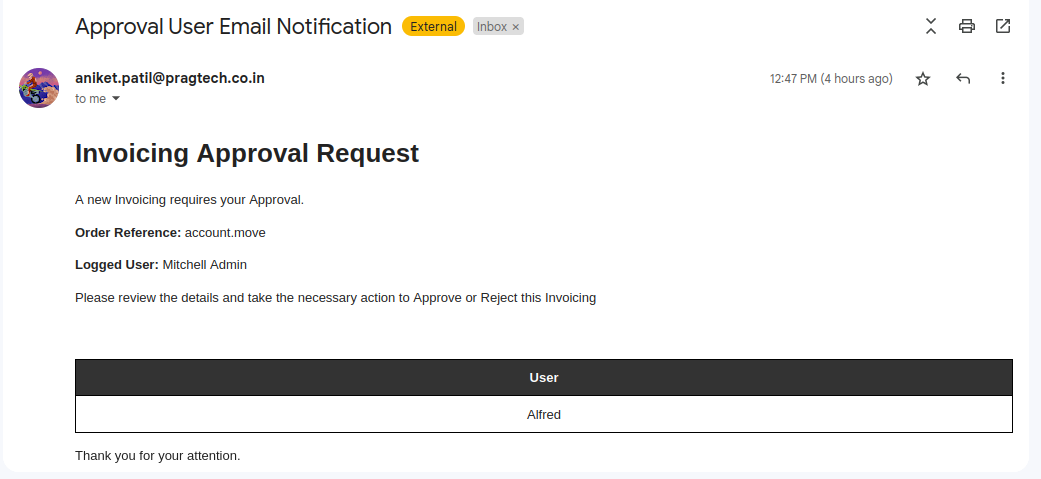 Approval User Email Notification External Inbox ×
aniket.patil@pragtech.co.in 12:47 PM (4 hours ago)
to me
Invoicing Approval Request
A new Invoicing requires your Approval.
Order Reference: account.move
Logged User: Mitchell Admin
Please review the details and take the necessary action to Approve or Reject this Invoicing
User
Alfred
Thank you for your attention.